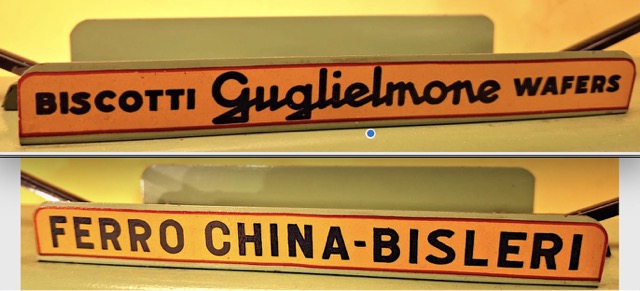 BISCOTTI Guglielmone WAFERS
FERRO CHINA-BISLERI